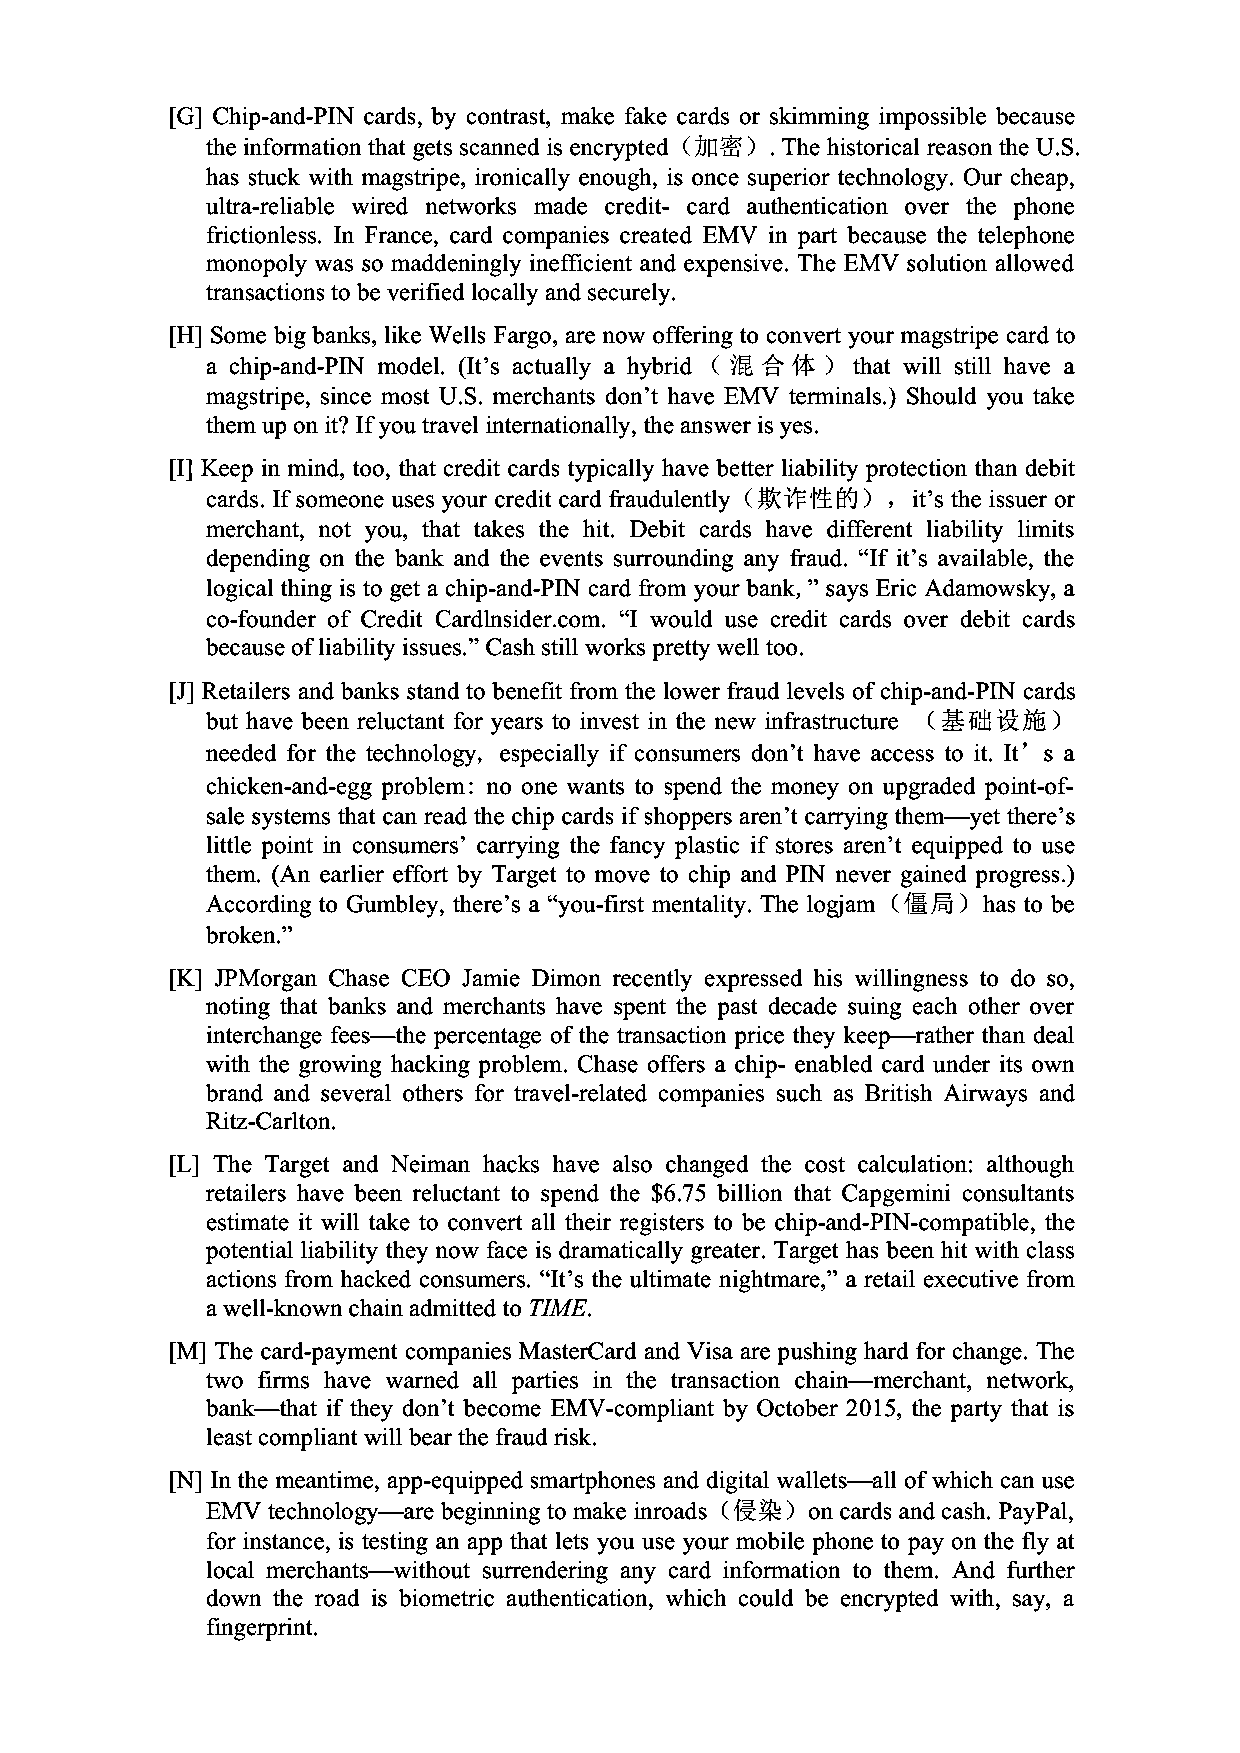 [G] Chip-and-PIN cards, by contrast, make fake cards or skimming impossible because
the information that gets scanned is encrypted（加密）. The historical reason the U.S.
has stuck with magstripe, ironically enough, is once superior technology. Our cheap,
ultra-reliable wired networks made credit- card authentication over the phone
frictionless. In France, card companies created EMV in part because the telephone
monopoly was so maddeningly inefficient and expensive. The EMV solution allowed
transactions to be verified locally and securely.
[H] Some big banks, like Wells Fargo, are now offering to convert your magstripe card to
a chip-and-PIN model. (It’s actually a hybrid （混合体） that will still have a
magstripe, since most U.S. merchants don’t have EMV terminals.) Should you take
them up on it? If you travel internationally, the answer is yes.
[I] Keep in mind, too, that credit cards typically have better liability protection than debit
cards. If someone uses your credit card fraudulently（欺诈性的），it’s the issuer or
merchant, not you, that takes the hit. Debit cards have different liability limits
depending on the bank and the events surrounding any fraud. “If it’s available, the
logical thing is to get a chip-and-PIN card from your bank, ” says Eric Adamowsky, a
co-founder of Credit Cardlnsider.com. “I would use credit cards over debit cards
because of liability issues.” Cash still works pretty well too.
[J] Retailers and banks stand to benefit from the lower fraud levels of chip-and-PIN cards
but have been reluctant for years to invest in the new infrastructure （基础设施）
needed for the technology, especially if consumers don’t have access to it. It’s a
chicken-and-egg problem: no one wants to spend the money on upgraded point-of-
sale systems that can read the chip cards if shoppers aren’t carrying them—yet there’s
little point in consumers’ carrying the fancy plastic if stores aren’t equipped to use
them. (An earlier effort by Target to move to chip and PIN never gained progress.)
According to Gumbley, there’s a “you-first mentality. The logjam（僵局）has to be
broken.”
[K] JPMorgan Chase CEO Jamie Dimon recently expressed his willingness to do so,
noting that banks and merchants have spent the past decade suing each other over
interchange fees—the percentage of the transaction price they keep—rather than deal
with the growing hacking problem. Chase offers a chip- enabled card under its own
brand and several others for travel-related companies such as British Airways and
Ritz-Carlton.
[L] The Target and Neiman hacks have also changed the cost calculation: although
retailers have been reluctant to spend the $6.75 billion that Capgemini consultants
estimate it will take to convert all their registers to be chip-and-PIN-compatible, the
potential liability they now face is dramatically greater. Target has been hit with class
actions from hacked consumers. “It’s the ultimate nightmare,” a retail executive from
a well-known chain admitted to TIME.
[M] The card-payment companies MasterCard and Visa are pushing hard for change. The
two firms have warned all parties in the transaction chain—merchant, network,
bank—that if they don’t become EMV-compliant by October 2015, the party that is
least compliant will bear the fraud risk.
[N] In the meantime, app-equipped smartphones and digital wallets—all of which can use
EMV technology—are beginning to make inroads（侵染）on cards and cash. PayPal,
for instance, is testing an app that lets you use your mobile phone to pay on the fly at
local merchants—without surrendering any card information to them. And further
down the road is biometric authentication, which could be encrypted with, say, a
fingerprint.